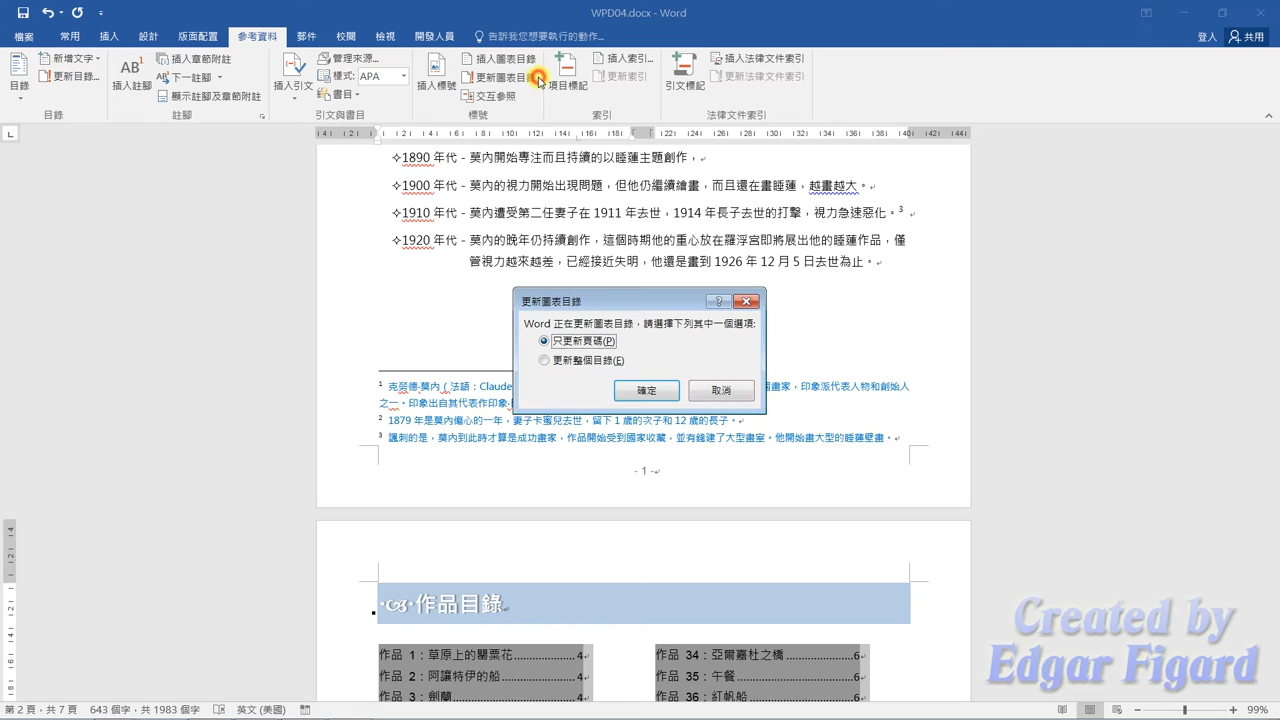 WPD04.docx - Word
登入 共用
檔案 常用 插入 設計 版面配置 參考資料 郵件 校閱 檢視 開發人員 告訴我您想要執行的動作...
目錄 新增文字 更新目錄...
目錄
插入註腳 AB1 插入章節附註 下一註腳 顯示註腳及章節附註
註腳
插入引文 管理來源... 樣式: APA 書目
引文與書目
插入標號 插入圖表目錄 更新圖表目錄 交互參照
標號
項目標記 插入索引... 更新索引
索引
引文標記 插入法律文件索引 更新法律文件索引
法律文件索引
1890 年代 - 莫內開始專注而且持續的以睡蓮主題創作，
1900 年代 - 莫內的視力開始出現問題，但他仍繼續繪畫，而且還在畫睡蓮，越畫越大。
1910 年代 - 莫內遭受第二任妻子在 1911 年去世，1914 年長子去世的打擊，視力急速惡化。3
1920 年代 - 莫內的晚年仍持續創作，這個時期他的重心放在羅浮宮即將展出他的睡蓮作品，僅
管視力越來越差，已經接近失明，他還是畫到 1926 年 12 月 5 日去世為止。
更新圖表目錄
Word 正在更新圖表目錄，請選擇下列其中一個選項:
只更新頁碼(P)
更新整個目錄(E)
確定 取消
1 克勞德·莫內 ( 法語：Claude 畫家，印象派代表人物和創始人
之一。印象出自其代表作印象·
2 1879 年是莫內傷心的一年，妻子卡蜜兒去世，留下 1 歲的次子和 12 歲的長子。
3 諷刺的是，莫內到此時才算是成功畫家，作品開始受到國家收藏，並有錢建了大型畫室。他開始畫大型的睡蓮壁畫。
- 1 -
作品目錄
作品 1：草原上的罌粟花 4
作品 2：阿讓特伊的船 4
作品 3：劍蘭 4
作品 34：亞爾嘉杜之橋 6
作品 35：午餐 6
作品 36：紅帆船 6
Created by
Edgar Figard
第 2 頁，共 7 頁 643 個字，共 1983 個字 英文 (美國) 99%